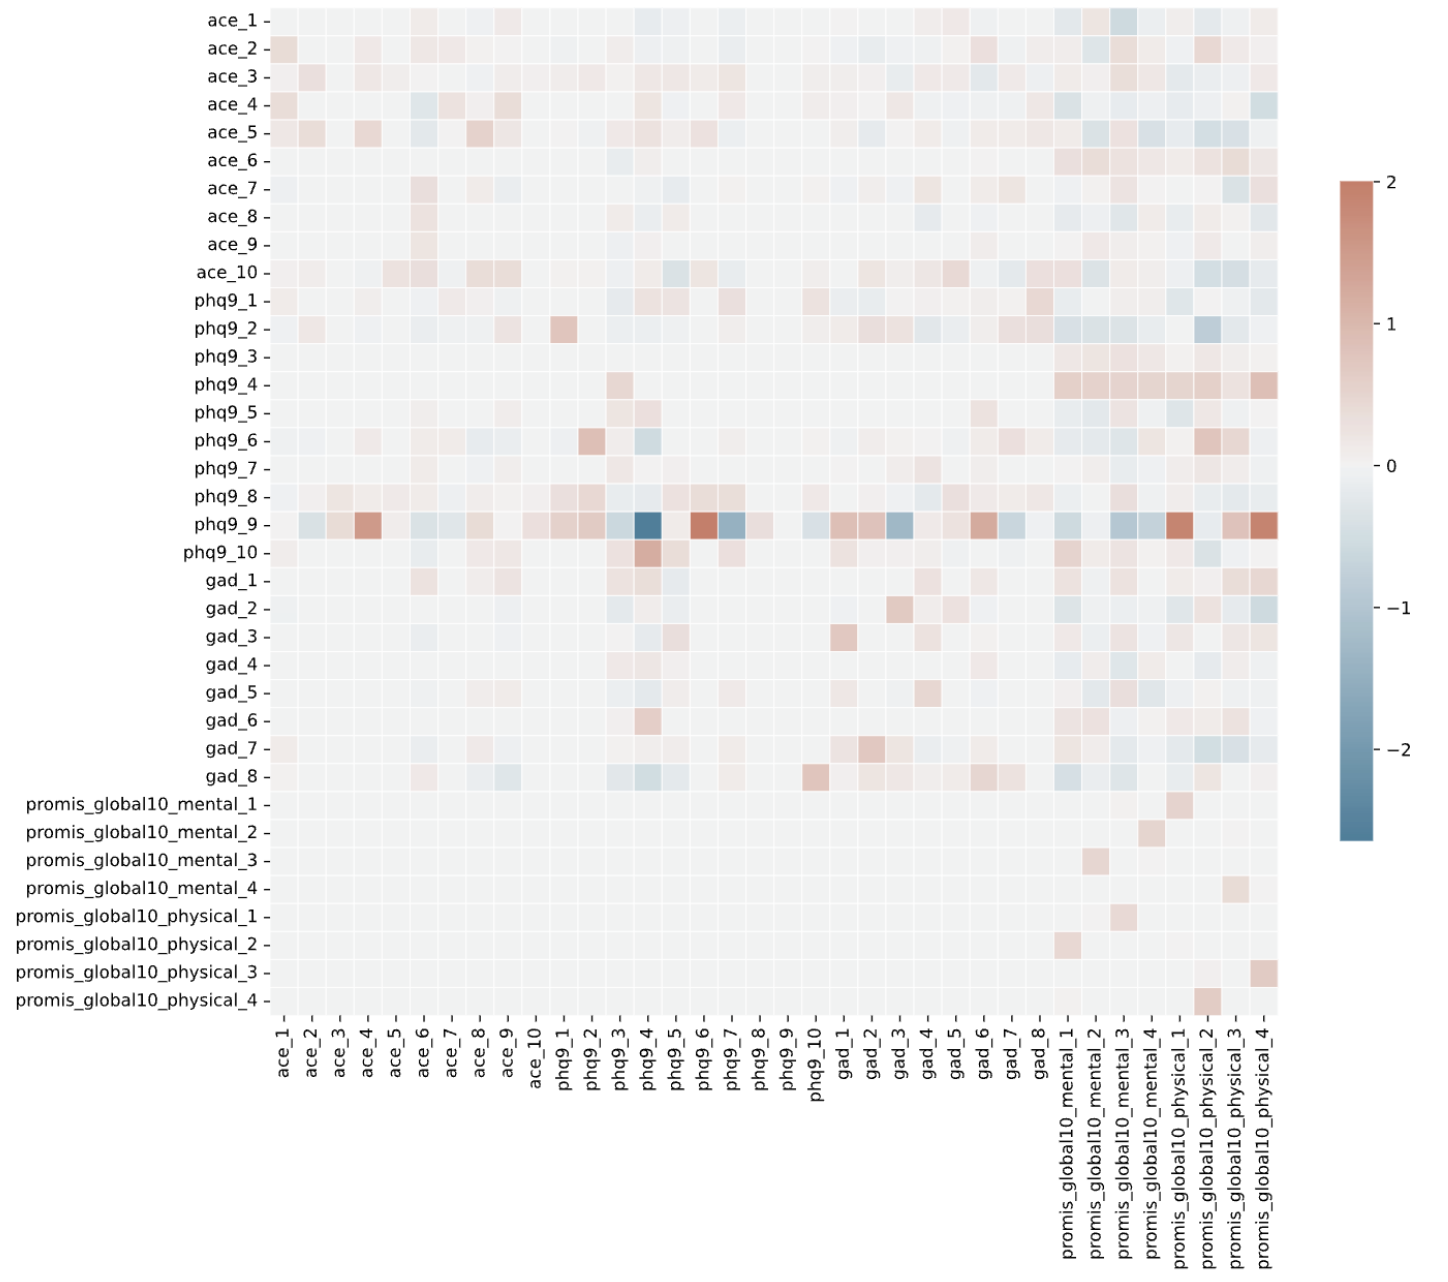 ace_1
ace_2
ace_3
ace_4
ace_5
ace_6
ace_7
ace_8
ace_9
ace_10
phq9_1
phq9_2
phq9_3
phq9_4
phq9_5
phq9_6
phq9_7
phq9_8
phq9_9
phq9_10
gad_1
gad_2
gad_3
gad_4
gad_5
gad_6
gad_7
gad_8
promis_global10_mental_1
promis_global10_mental_2
promis_global10_mental_3
promis_global10_mental_4
promis_global10_physical_1
promis_global10_physical_2
promis_global10_physical_3
promis_global10_physical_4
ace_1
ace_2
ace_3
ace_4
ace_5
ace_6
ace_7
ace_8
ace_9
ace_10
phq9_1
phq9_2
phq9_3
phq9_4
phq9_5
phq9_6
phq9_7
phq9_8
phq9_9
phq9_10
gad_1
gad_2
gad_3
gad_4
gad_5
gad_6
gad_7
gad_8
promis_global10_mental_1
promis_global10_mental_2
promis_global10_mental_3
promis_global10_mental_4
promis_global10_physical_1
promis_global10_physical_2
promis_global10_physical_3
promis_global10_physical_4
2
1
0
−1
−2